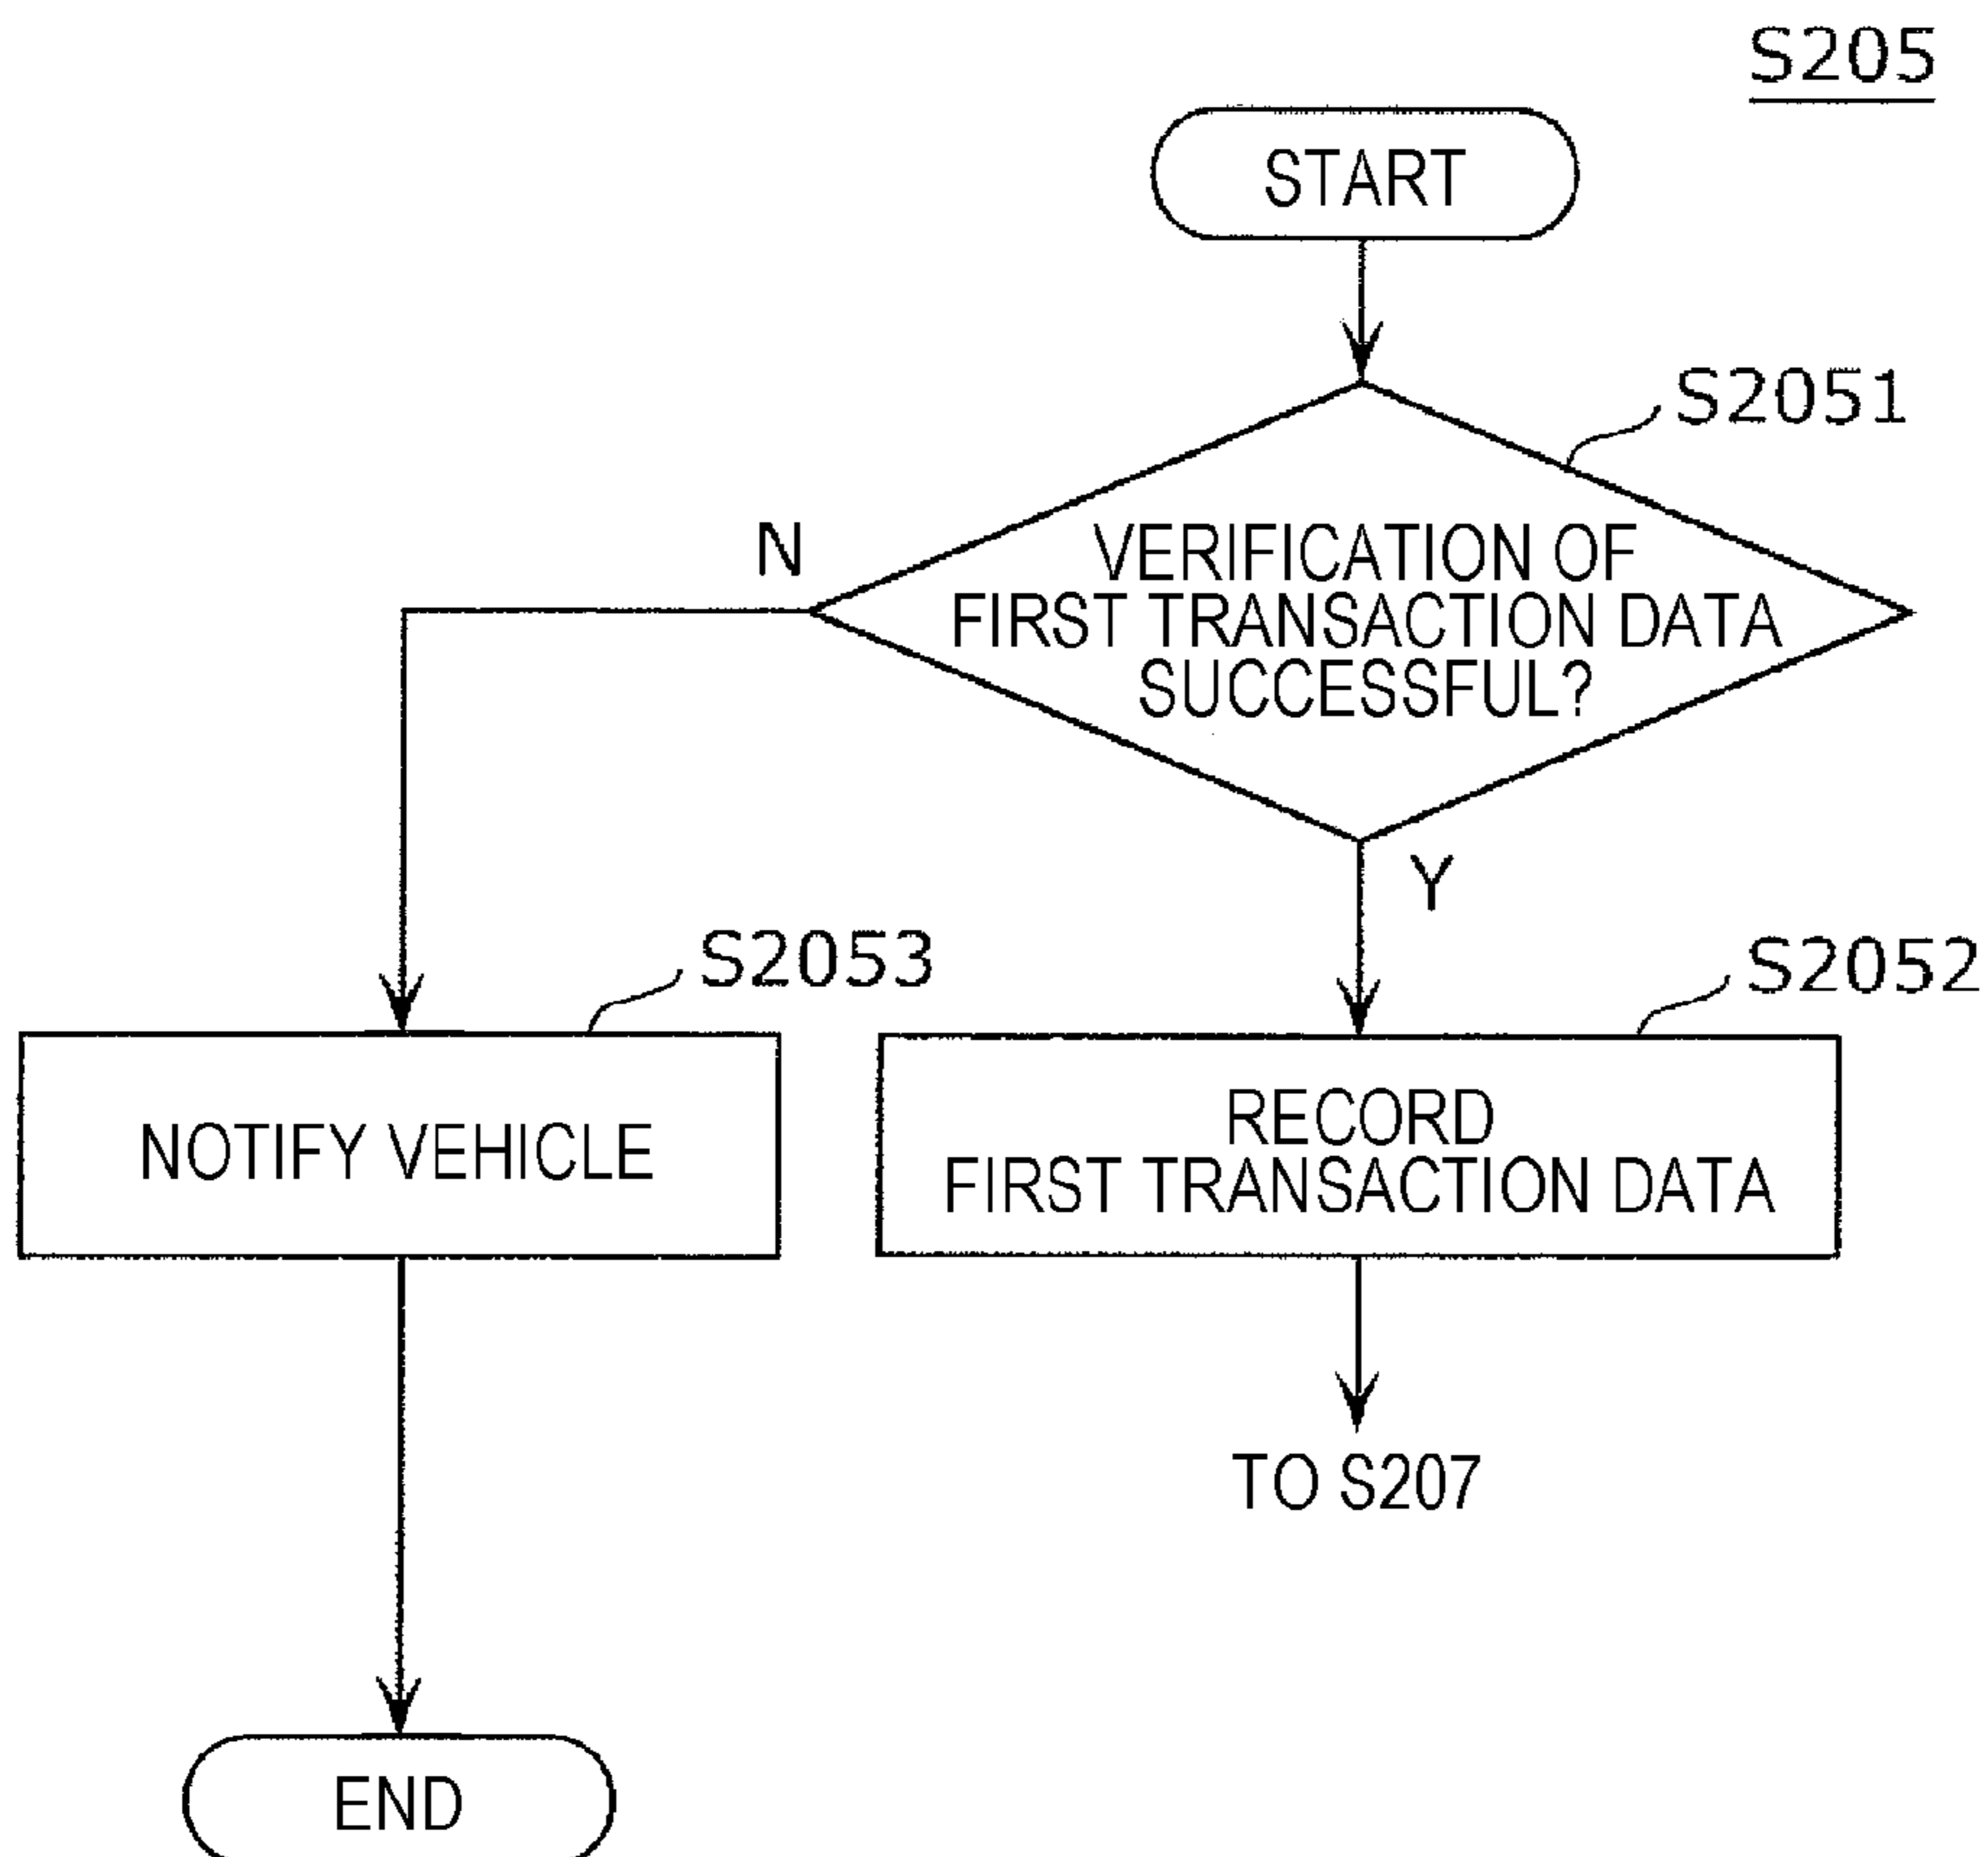 S205
START
S2051
N
VERIFICATION OF
FIRST TRANSACTION DATA
SUCCESSFUL?
Y
S2053
S2052
NOTIFY VEHICLE
RECORD
FIRST TRANSACTION DATA
TO S207
END